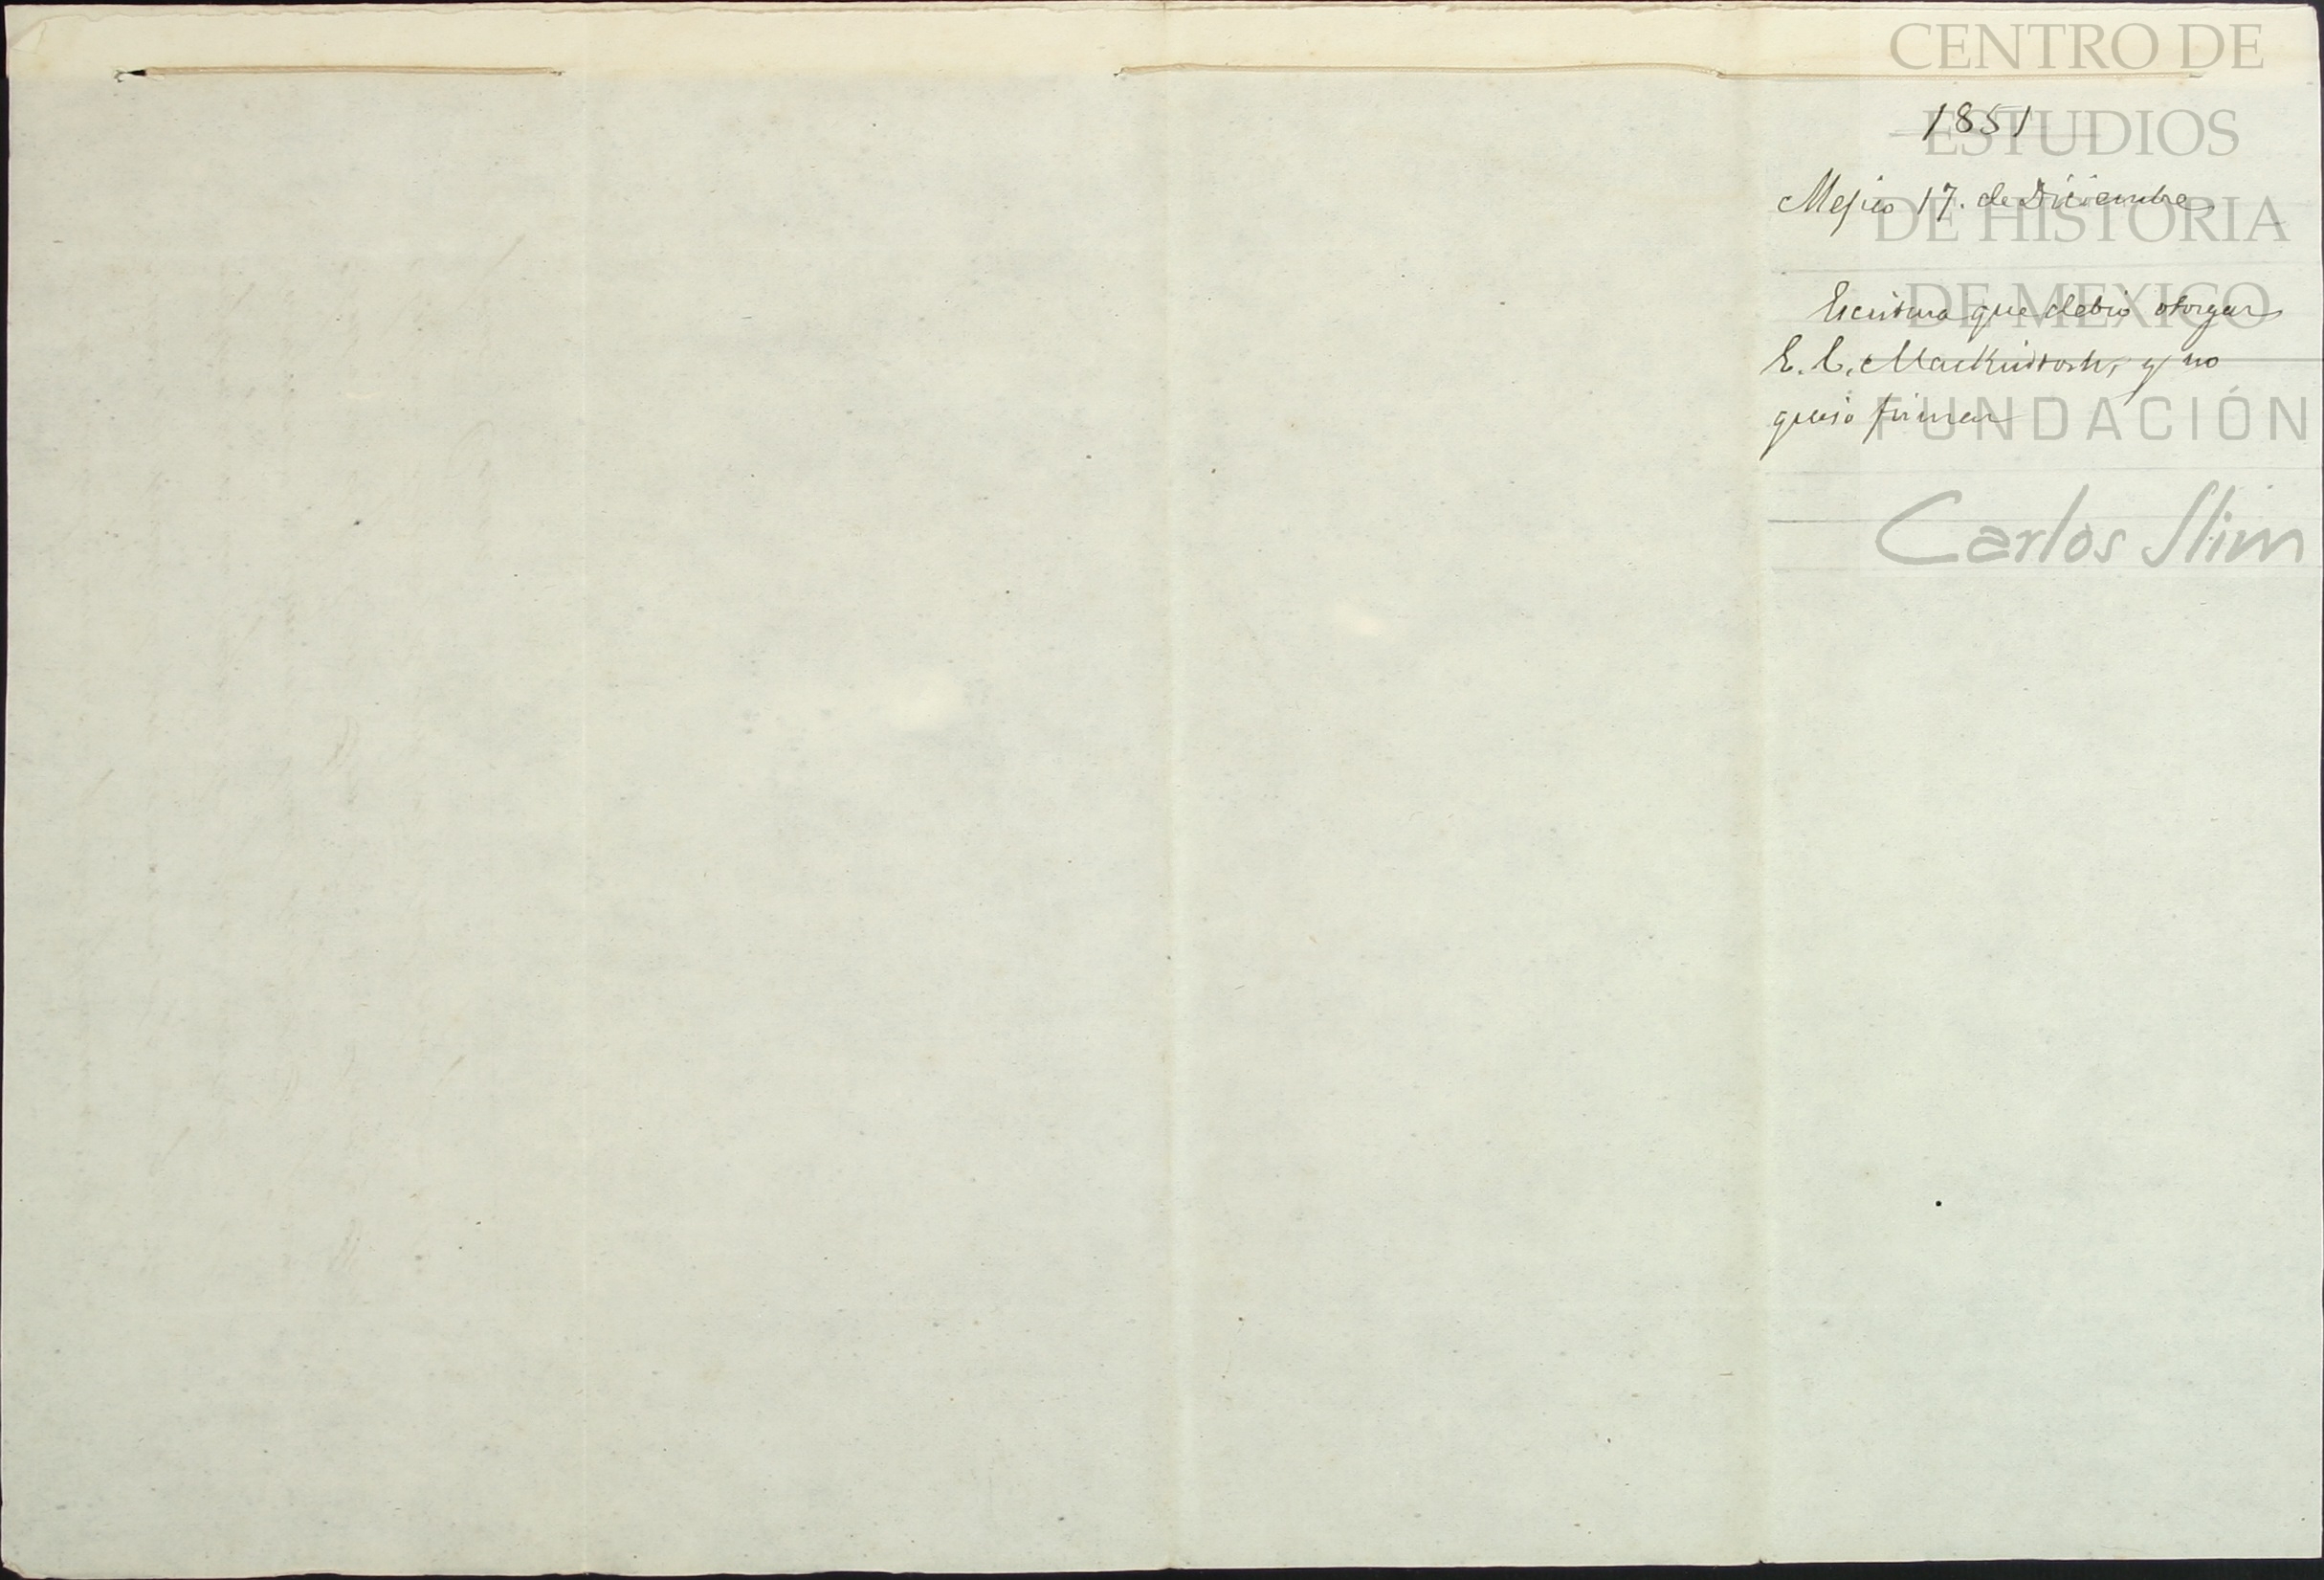 CENTRO DE
ESTUDIOS
DE HISTORIA
DE MEXICO
FUNDACIÓN
Carlos Slim
1851
Mejico 17. de Diciembre
Escritura que debió otorgar
E. C. Mackintosh, y no
quiso firmar